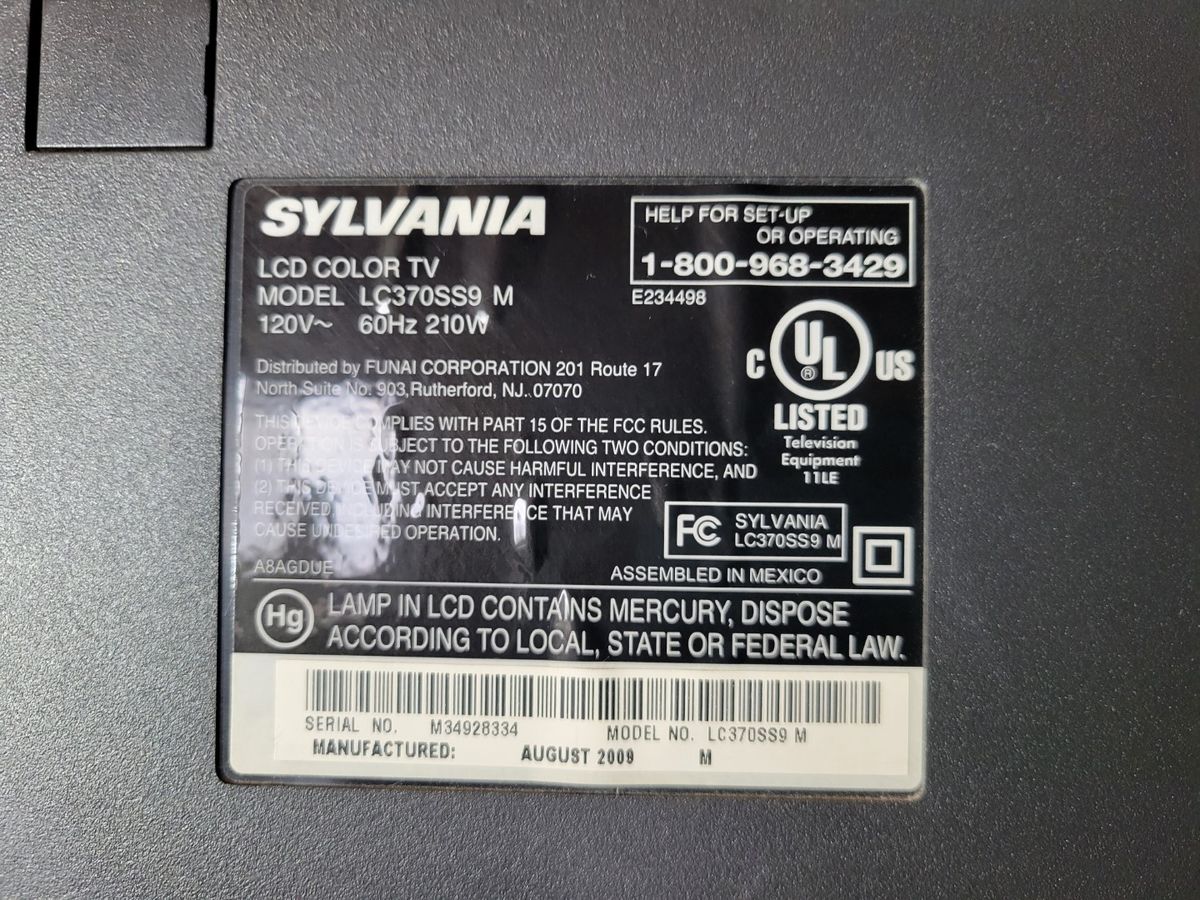 SYLVANIA
LCD COLOR TV
MODEL LC370SS9 M
120V~ 60Hz 210W
HELP FOR SET-UP
OR OPERATING
1-800-968-3429
E234498
C UL® US
LISTED
Television
Equipment
11LE
Distributed by FUNAI CORPORATION 201 Route 17
North Suite No. 903, Rutherford, NJ. 07070
THIS DEVICE COMPLIES WITH PART 15 OF THE FCC RULES.
OPERATION IS SUBJECT TO THE FOLLOWING TWO CONDITIONS:
(1) THIS DEVICE MAY NOT CAUSE HARMFUL INTERFERENCE, AND
(2) THIS DEVICE MUST ACCEPT ANY INTERFERENCE
RECEIVED, INCLUDING INTERFERENCE THAT MAY
CAUSE UNDESIRED OPERATION.
FC SYLVANIA
LC370SS9 M
A8AGDUE
ASSEMBLED IN MEXICO
Hg LAMP IN LCD CONTAINS MERCURY, DISPOSE
ACCORDING TO LOCAL, STATE OR FEDERAL LAW.
SERIAL NO. M34928334 MODEL NO. LC370SS9 M
MANUFACTURED: AUGUST 2009 M